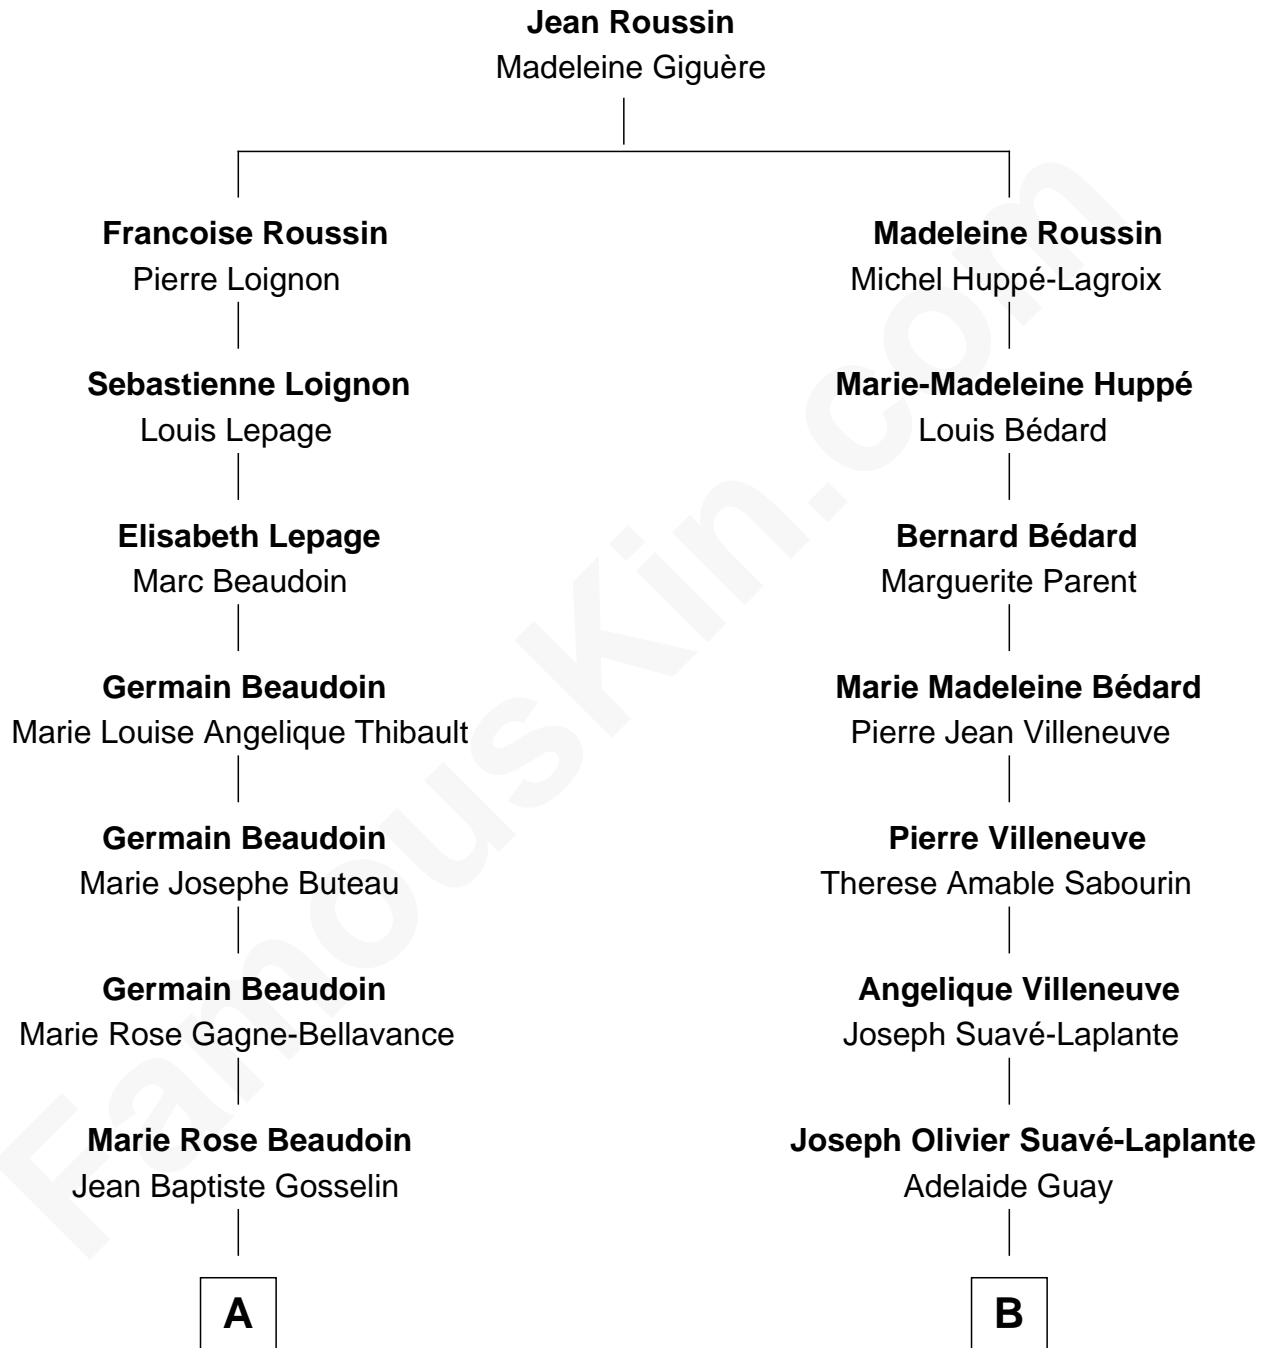 Jean Roussin
Madeleine Giguère
Francoise Roussin
Pierre Loignon
Sebastienne Loignon
Louis Lepage
Elisabeth Lepage
Marc Beaudoin
Germain Beaudoin
Marie Louise Angelique Thibault
Germain Beaudoin
Marie Josephe Buteau
Germain Beaudoin
Marie Rose Gagne-Bellavance
Marie Rose Beaudoin
Jean Baptiste Gosselin
A
Madeleine Roussin
Michel Huppé-Lagroix
Marie-Madeleine Huppé
Louis Bédard
Bernard Bédard
Marguerite Parent
Marie Madeleine Bédard
Pierre Jean Villeneuve
Pierre Villeneuve
Therese Amable Sabourin
Angelique Villeneuve
Joseph Suavé-Laplante
Joseph Olivier Suavé-Laplante
Adelaide Guay
B
FamousKin.com